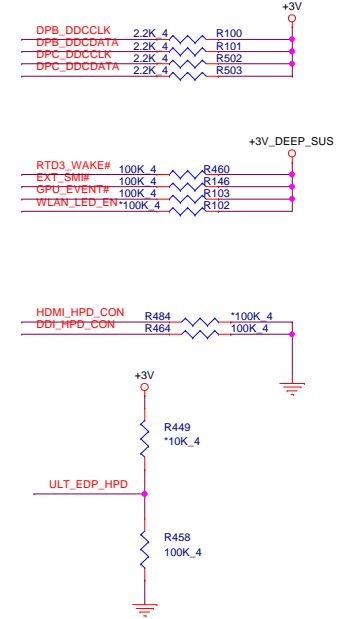 +3V
DPB_DDCCLK 2.2K_4 R100
DPB_DDCDATA 2.2K_4 R101
DPC_DDCCLK 2.2K_4 R502
DPC_DDCDATA 2.2K_4 R503
+3V_DEEP_SUS
RTD3_WAKE# 100K_4 R460
EXT_SMI# 100K_4 R146
GPU_EVENT# 100K_4 R103
WLAN_LED_EN *100K_4 R102
HDMI_HPD_CON R484 *100K_4
DDI_HPD_CON R464 100K_4
+3V
R449
*10K_4
ULT_EDP_HPD
R458
100K_4